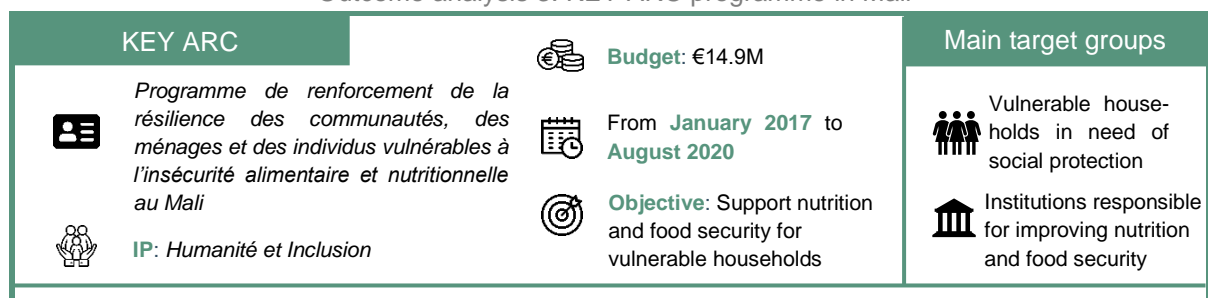 KEY ARC
Programme de renforcement de la
résilience des communautés, des
ménages et des individus vulnérables à
l'insécurité alimentaire et nutritionnelle
au Mali
IP: Humanité et Inclusion
Budget: €14.9M
From January 2017 to
August 2020
Objective: Support nutrition
and food security for
vulnerable households
Main target groups
Vulnerable house-
holds in need of
social protection
Institutions responsible
for improving nutrition
and food security